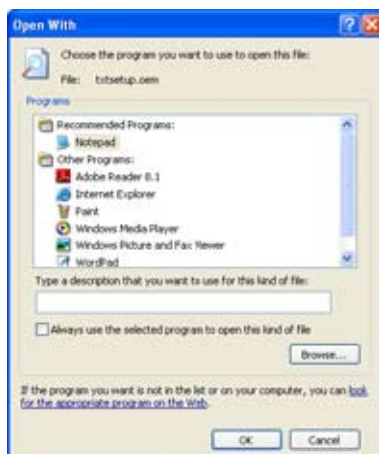 Open With
Choose the program you want to use to open this file:
File: txtsetup.oem
Programs
Recommended Programs:
Notepad
Other Programs:
Adobe Reader 8.1
Internet Explorer
Paint
Windows Media Player
Windows Picture and Fax Viewer
WordPad
Type a description that you want to use for this kind of file:
Always use the selected program to open this kind of file
Browse...
If the program you want is not in the list or on your computer, you can look
for the appropriate program on the Web.
OK Cancel